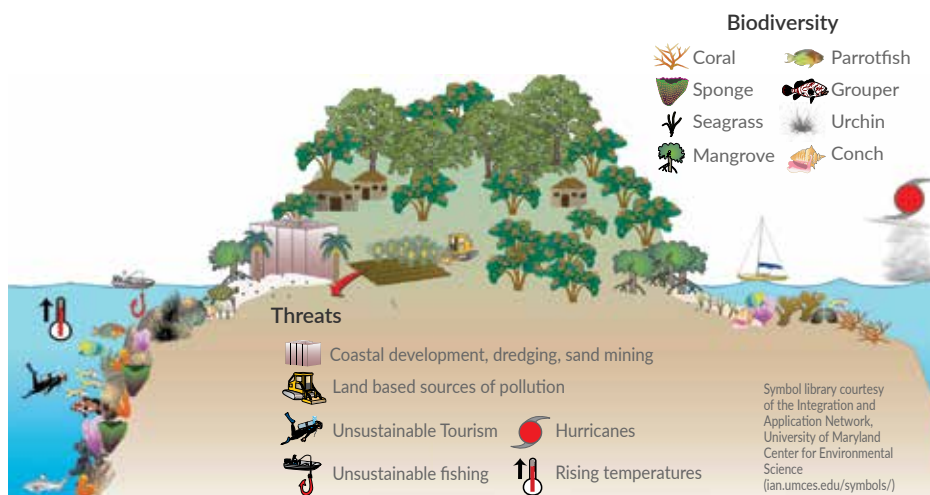 Biodiversity
Coral
Parrotfish
Sponge
Grouper
Seagrass
Urchin
Mangrove
Conch
Threats
Coastal development, dredging, sand mining
Land based sources of pollution
Unsustainable Tourism
Hurricanes
Unsustainable fishing
Rising temperatures
Symbol library courtesy
of the Integration and
Application Network,
University of Maryland
Center for Environmental
Science
(ian.umces.edu/symbols/)